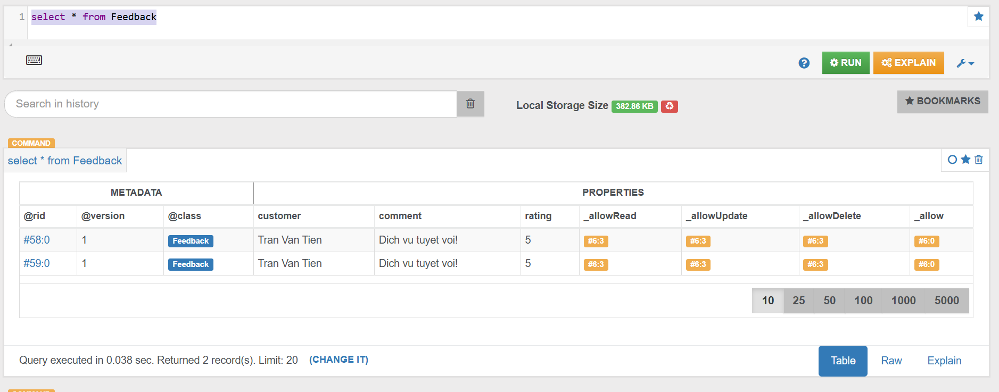 1 select * from Feedback
? RUN EXPLAIN
Search in history
Local Storage Size 382.86 KB
BOOKMARKS
COMMAND
select * from Feedback
METADATA PROPERTIES
@rid @version @class customer comment rating _allowRead _allowUpdate _allowDelete _allow
#58:0 1 Feedback Tran Van Tien Dich vu tuyet voi! 5 #6:3 #6:3 #6:3 #6:0
#59:0 1 Feedback Tran Van Tien Dich vu tuyet voi! 5 #6:3 #6:3 #6:3 #6:0
10 25 50 100 1000 5000
Query executed in 0.038 sec. Returned 2 record(s). Limit: 20 (CHANGE IT)
Table Raw Explain